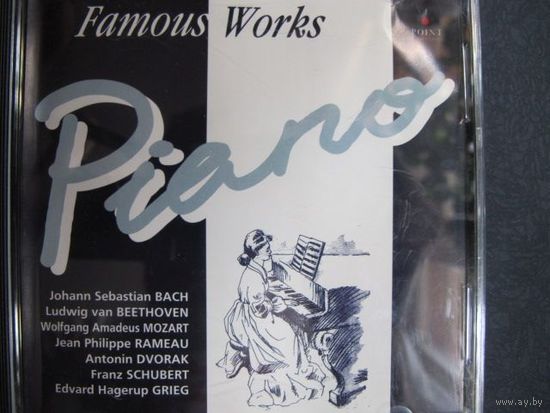 Famous Works
POINT
Piano
Johann Sebastian BACH
Ludwig van BEETHOVEN
Wolfgang Amadeus MOZART
Jean Philippe RAMEAU
Antonin DVORAK
Franz SCHUBERT
Edvard Hagerup GRIEG
www.ay.by